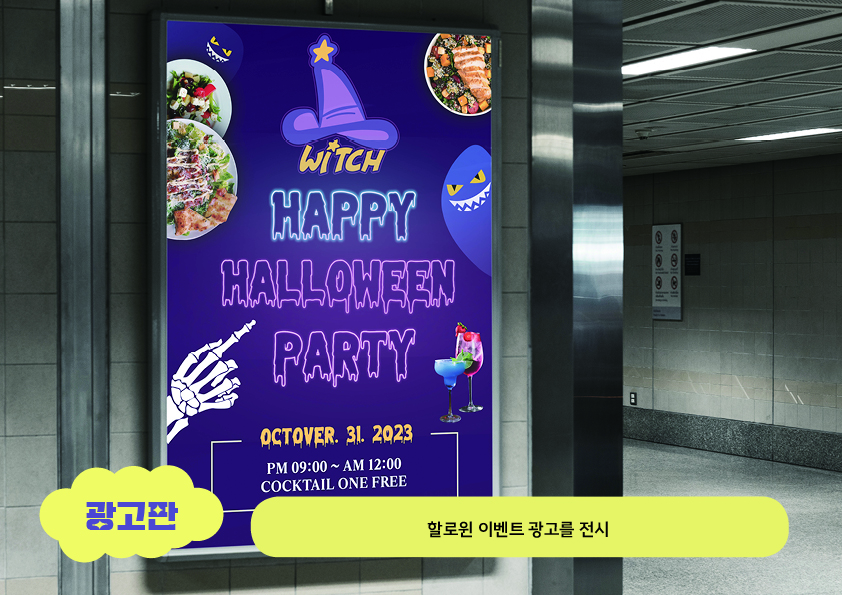 WiTCH
HAPPY
HALLOWEEN
PARTY
OCTOVER. 31. 2023
PM 09:00 ~ AM 12:00
COCKTAIL ONE FREE
광고판
할로윈 이벤트 광고를 전시